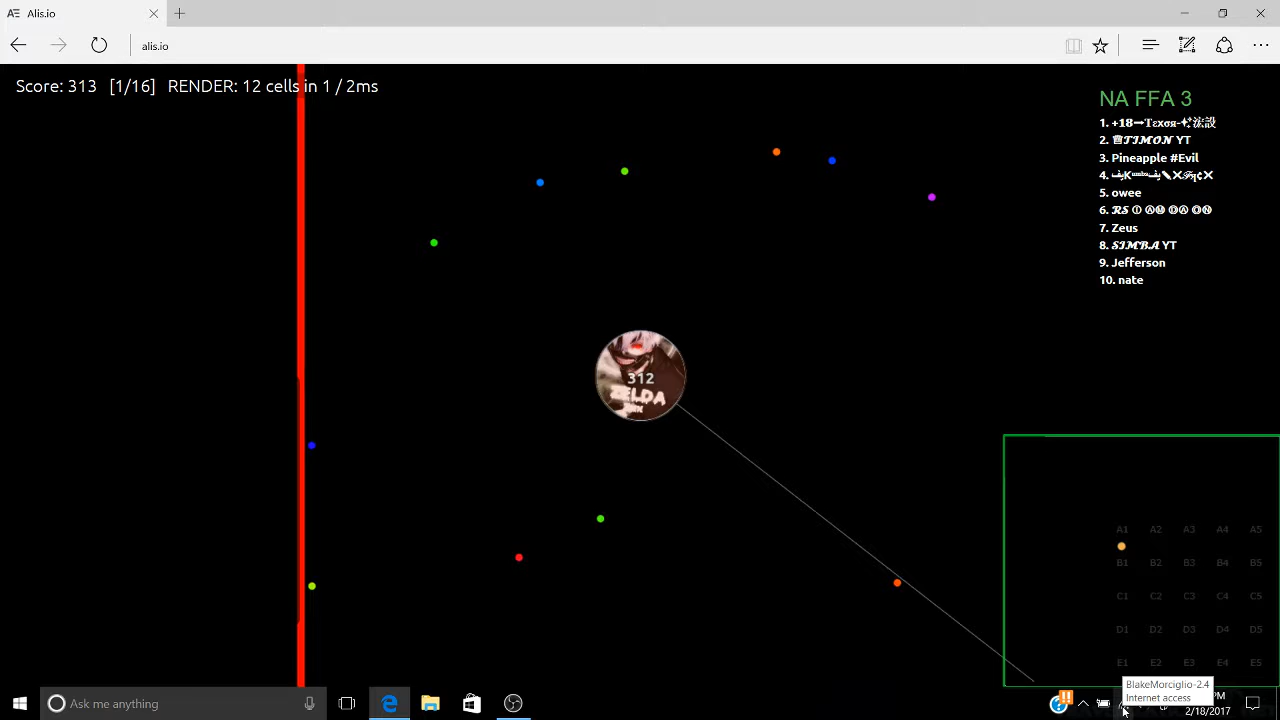 Alis.io
alis.io
Score: 313 [1/16] RENDER: 12 cells in 1 / 2ms
NA FFA 3
1. +18
2. 𝓣𝓘𝓜𝓞𝓝 YT
3. Pineapple #Evil
4.
5. owee
6. 𝓡𝓢
7. Zeus
8. 𝓢𝓘𝓜𝓑𝓐 YT
9. Jefferson
10. nate
312
ZELDA
A1 A2 A3 A4 A5
B1 B2 B3 B4 B5
C1 C2 C3 C4 C5
D1 D2 D3 D4 D5
E1 E2 E3 E4 E5
BlakeMorciglio-2.4
Internet access
Ask me anything
PM
2/18/2017